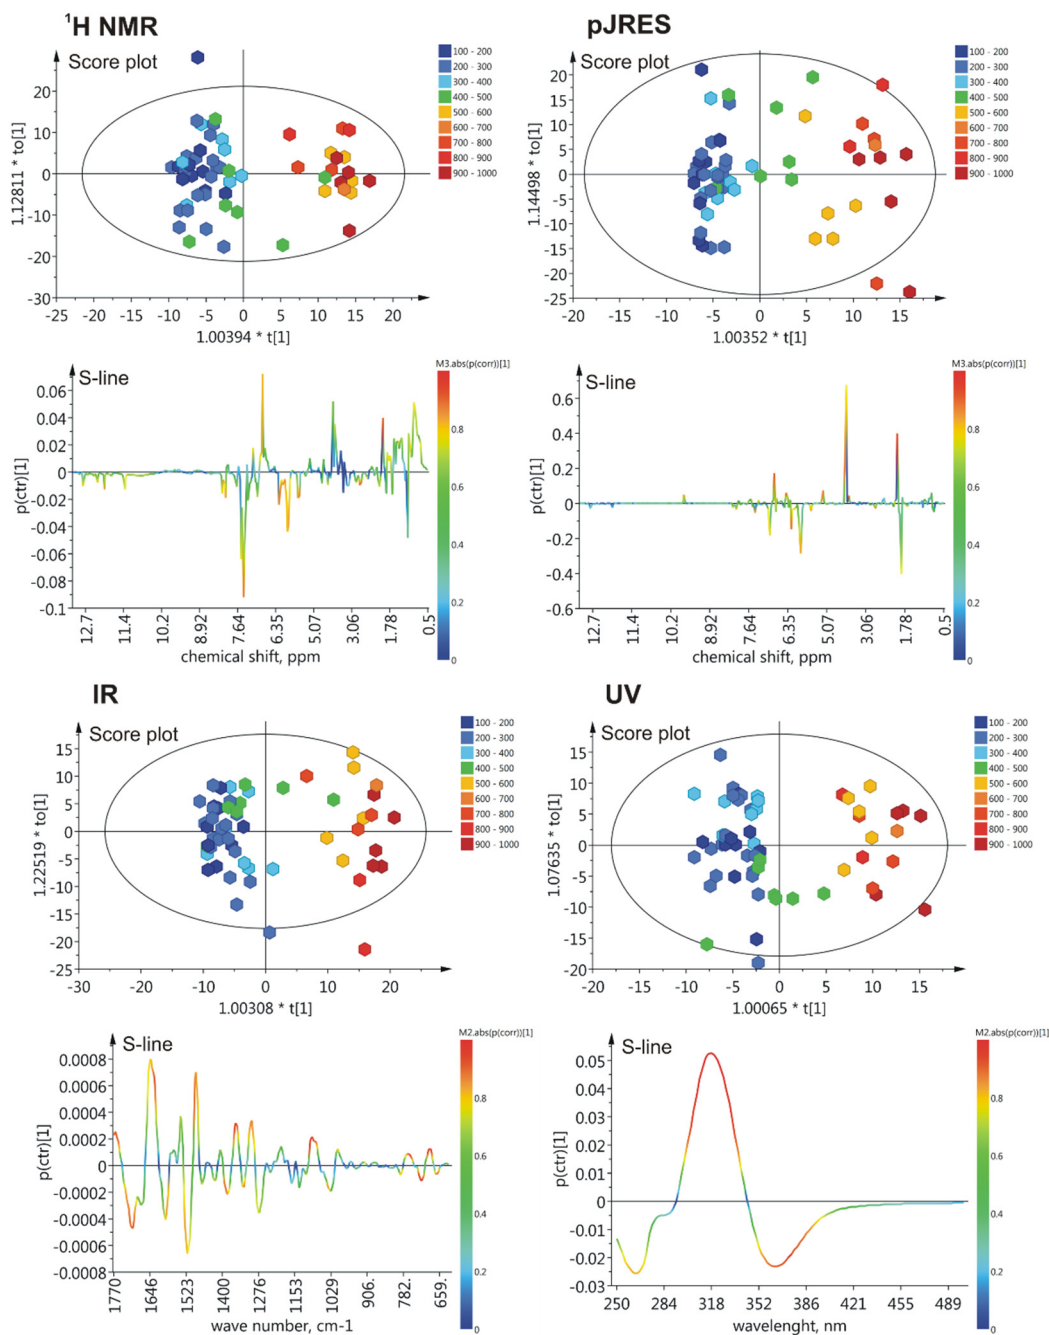 ¹H NMR
Score plot
1.12811 * to[1]
20
10
0
-10
-20
-30
-25 -20 -15 -10 -5 0 5 10 15 20
1.00394 * t[1]
100 - 200
200 - 300
300 - 400
400 - 500
500 - 600
600 - 700
700 - 800
800 - 900
900 - 1000
pJRES
Score plot
1.14498 * to[1]
20
15
10
5
0
-5
-10
-15
-20
-25
-20 -15 -10 -5 0 5 10 15
1.00352 * t[1]
100 - 200
200 - 300
300 - 400
400 - 500
500 - 600
600 - 700
700 - 800
800 - 900
900 - 1000
S-line
M3.abs(p(corr))[1]
p(ctr)[1]
0.06
0.04
0.02
0
-0.02
-0.04
-0.06
-0.08
-0.1
12.7 11.4 10.2 8.92 7.64 6.35 5.07 3.06 1.78 0.5
chemical shift, ppm
0.8
0.6
0.4
0.2
0
S-line
M3.abs(p(corr))[1]
p(ctr)[1]
0.6
0.4
0.2
0
-0.2
-0.4
-0.6
12.7 11.4 10.2 8.92 7.64 6.35 5.07 3.06 1.78 0.5
chemical shift, ppm
0.8
0.6
0.4
0.2
0
IR
Score plot
1.22519 * to[1]
15
10
5
0
-5
-10
-15
-20
-25
-30 -20 -10 0 10 20
1.00308 * t[1]
100 - 200
200 - 300
300 - 400
400 - 500
500 - 600
600 - 700
700 - 800
800 - 900
900 - 1000
UV
Score plot
1.07635 * to[1]
15
10
5
0
-5
-10
-15
-20
-15 -10 -5 0 5 10 15
1.00065 * t[1]
100 - 200
200 - 300
300 - 400
400 - 500
500 - 600
600 - 700
700 - 800
800 - 900
900 - 1000
S-line
M2.abs(p(corr))[1]
p(ctr)[1]
0.0008
0.0006
0.0004
0.0002
0
-0.0002
-0.0004
-0.0006
-0.0008
1770 1646 1523 1400 1276 1153 1029 906. 782. 659.
wave number, cm-1
0.8
0.6
0.4
0.2
0
S-line
M2.abs(p(corr))[1]
p(ctr)[1]
0.05
0.04
0.03
0.02
0.01
0
-0.01
-0.02
-0.03
250 284 318 352 386 421 455 489
wavelenght, nm
0.8
0.6
0.4
0.2
0